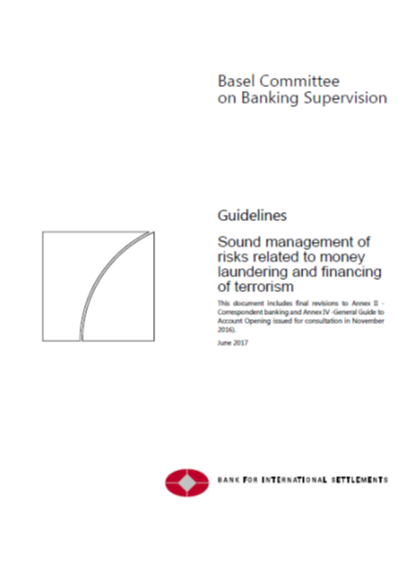 Basel Committee
on Banking Supervision
Guidelines
Sound management of
risks related to money
laundering and financing
of terrorism
This document includes final revisions to Annex II -
Correspondent banking and Annex IV -General Guide to
Account Opening issued for consultation in November
2016).
June 2017
BANK FOR INTERNATIONAL SETTLEMENTS